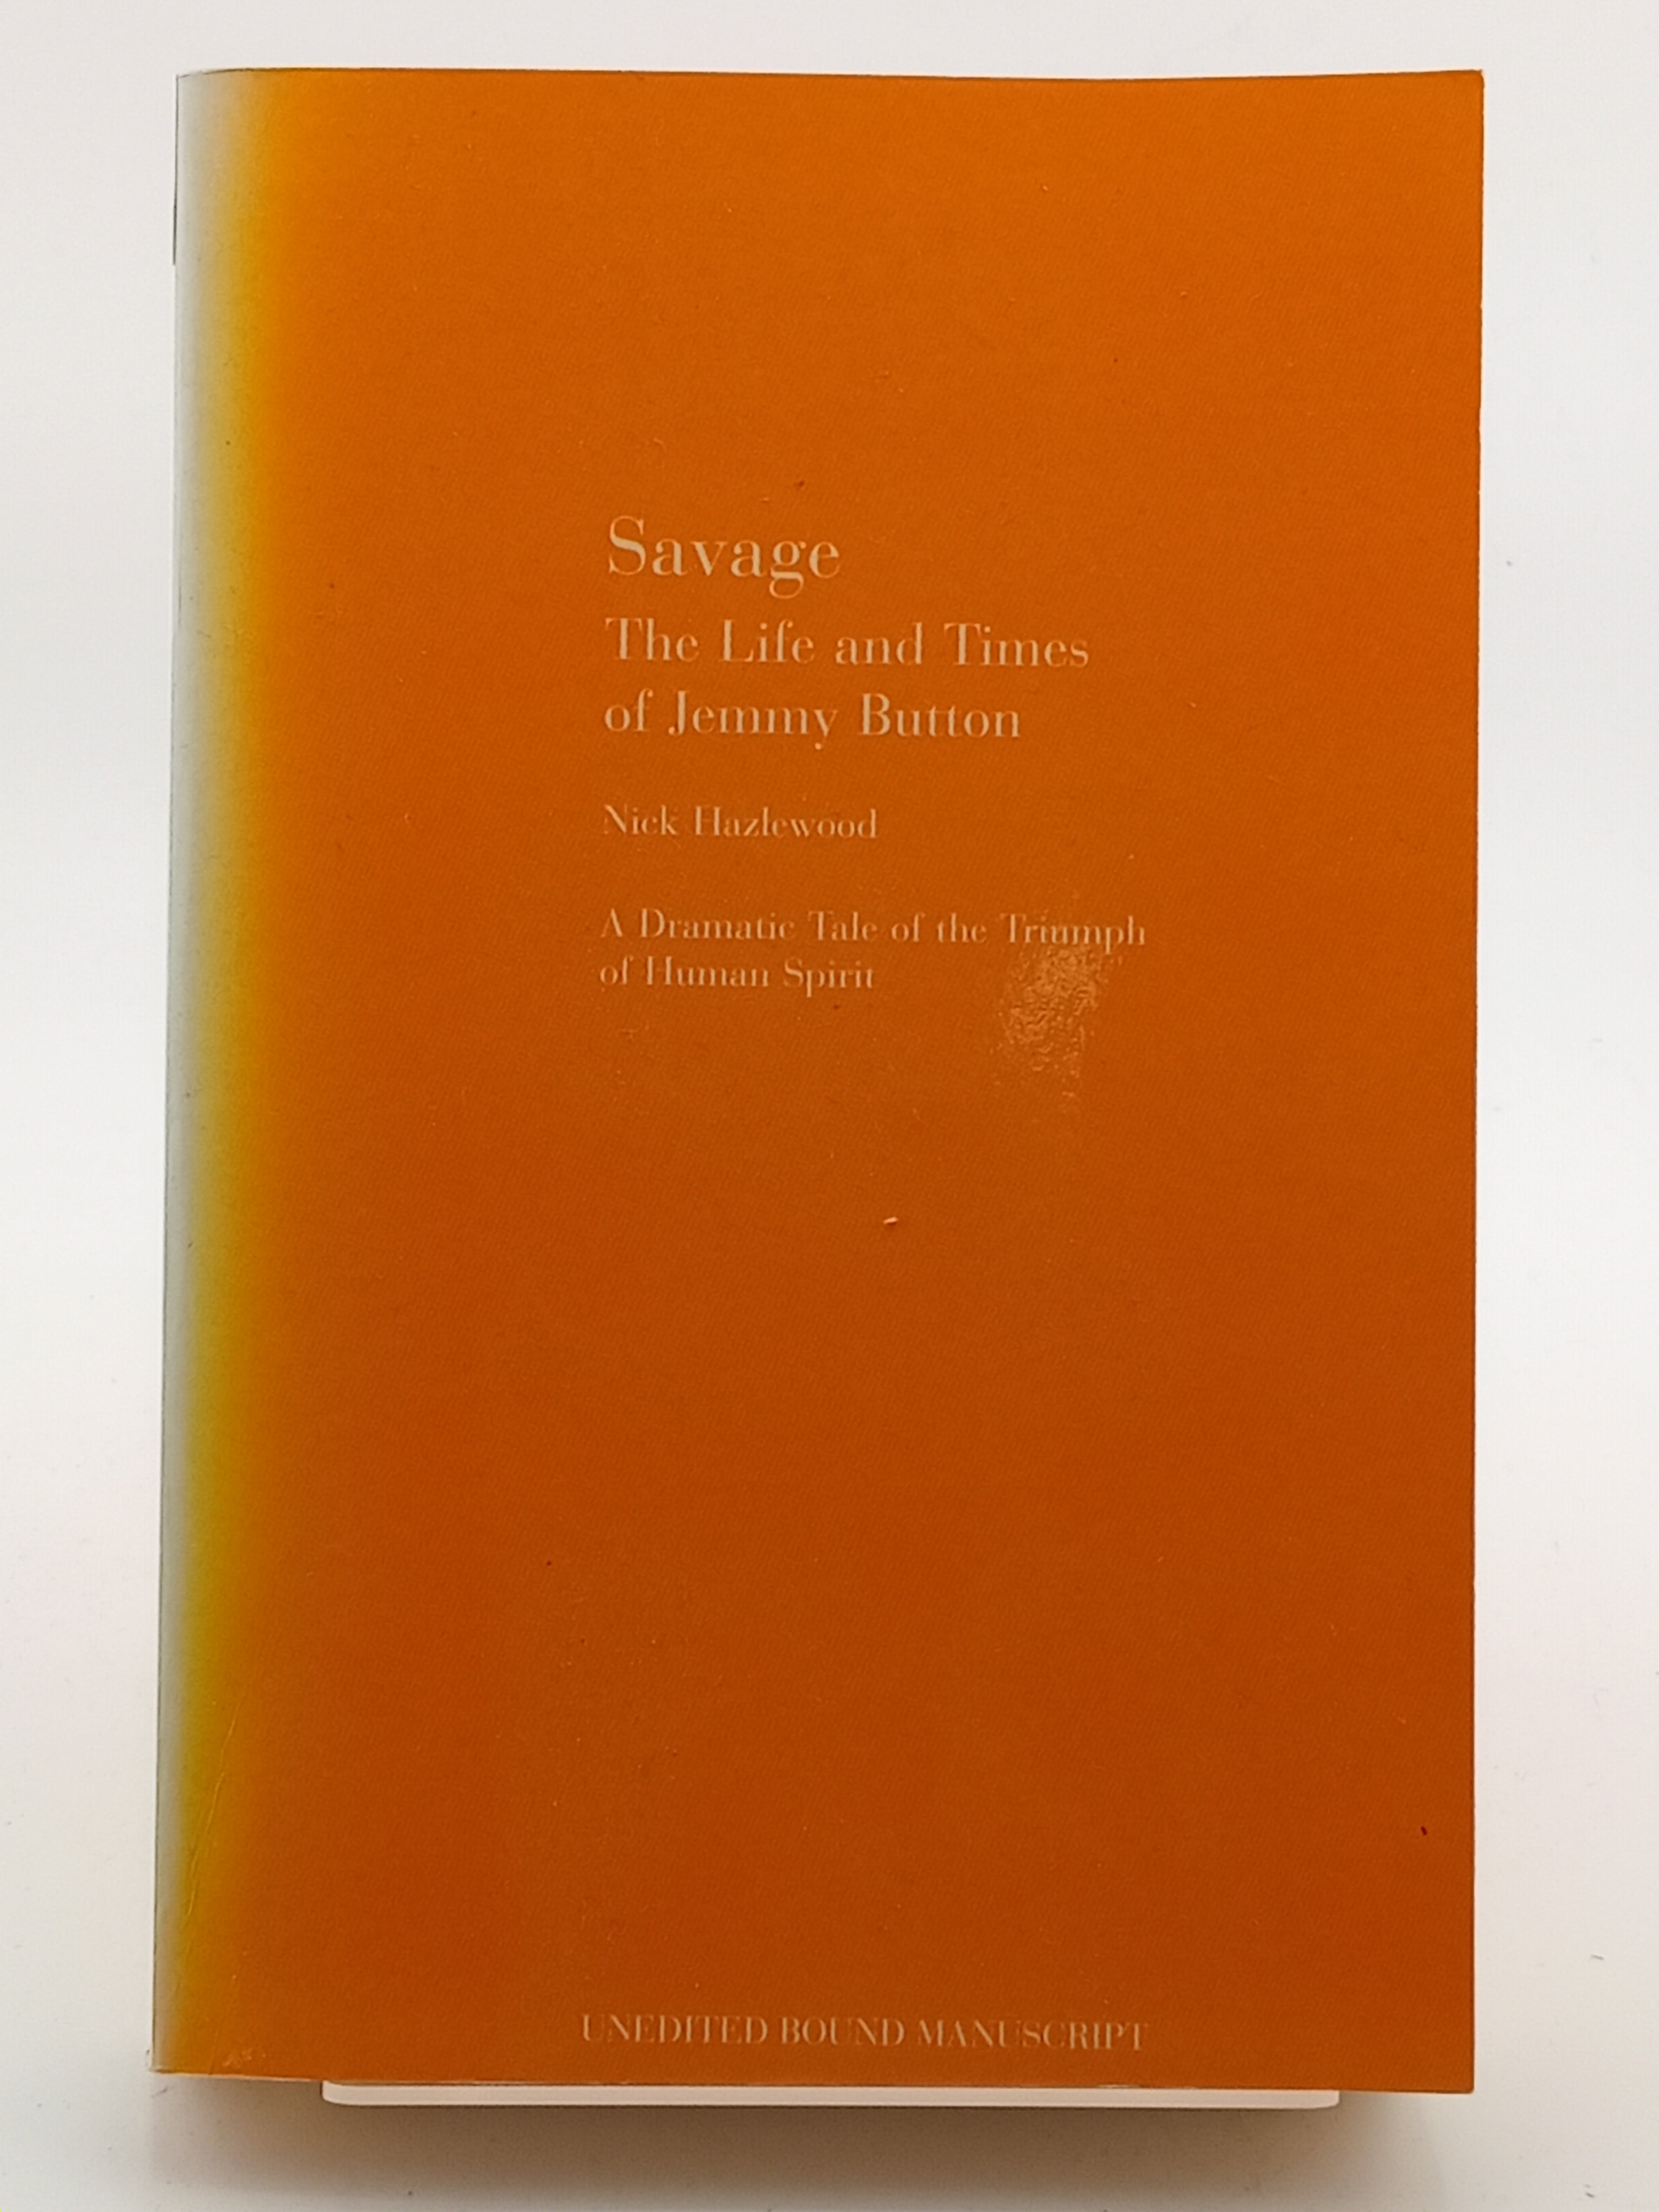 Savage
The Life and Times
of Jemmy Button
Nick Hazlewood
A Dramatic Tale of the Triumph
of Human Spirit
UNEDITED BOUND MANUSCRIPT